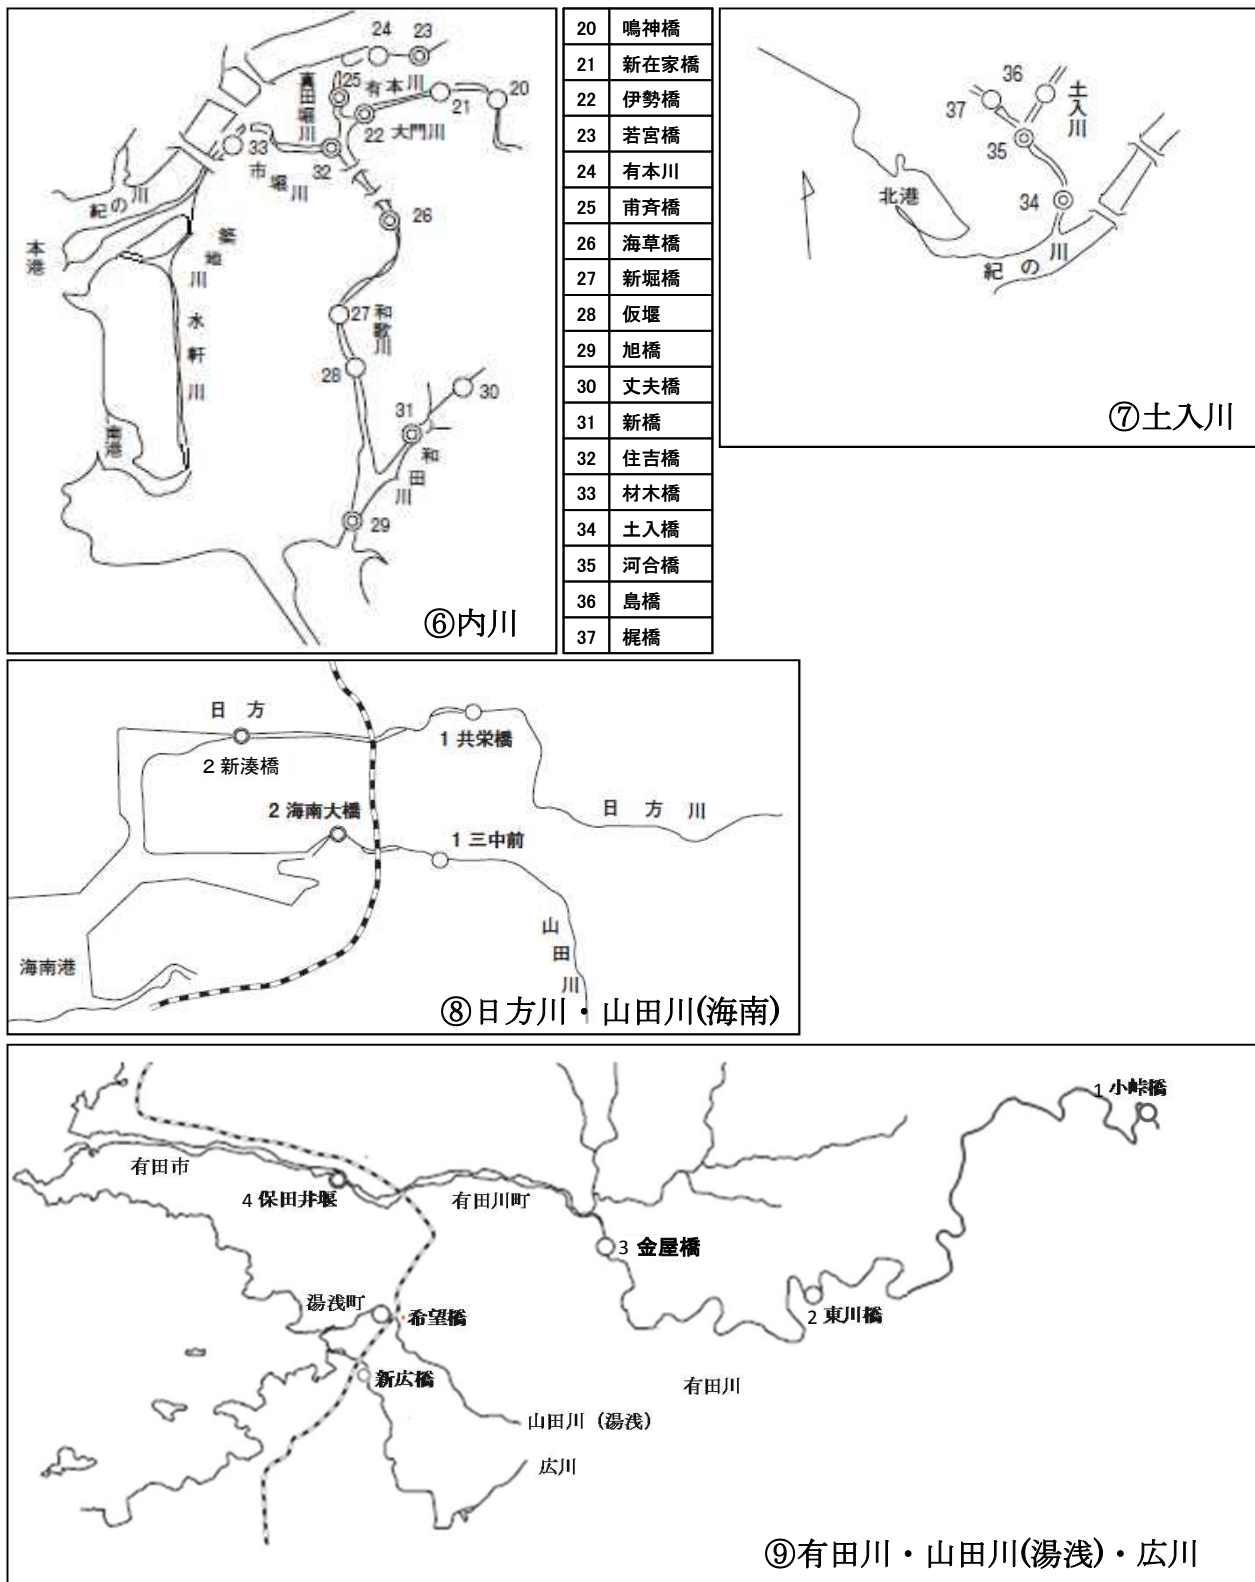 24
23
25
有本川
真田堀川
21
20
22
大門川
33
32
市堀川
紀の川
26
本港
築地川
水軒川
27
和歌川
28
30
31
南港
和田川
29
⑥内川
20 鳴神橋
21 新在家橋
22 伊勢橋
23 若宮橋
24 有本川
25 甫斉橋
26 海草橋
27 新堀橋
28 仮堰
29 旭橋
30 丈夫橋
31 新橋
32 住吉橋
33 材木橋
34 土入橋
35 河合橋
36 島橋
37 梶橋
36
土入川
37
35
北港
34
紀の川
⑦土入川
日方
1 共栄橋
2 新湊橋
2 海南大橋
日方川
1 三中前
山田川
海南港
⑧日方川・山田川(海南)
1 小峠橋
有田市
4 保田井堰
有田川町
3 金屋橋
湯浅町
希望橋
2 東川橋
新広橋
有田川
山田川（湯浅）
広川
⑨有田川・山田川(湯浅)・広川